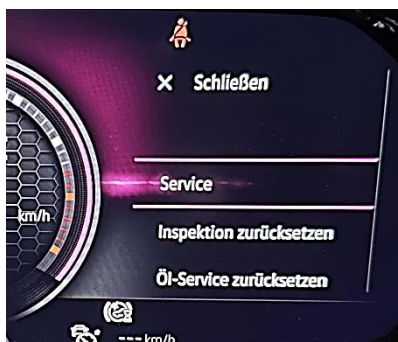 X Schließen
Service
km/h
Inspektion zurücksetzen
Öl-Service zurücksetzen
---km/h